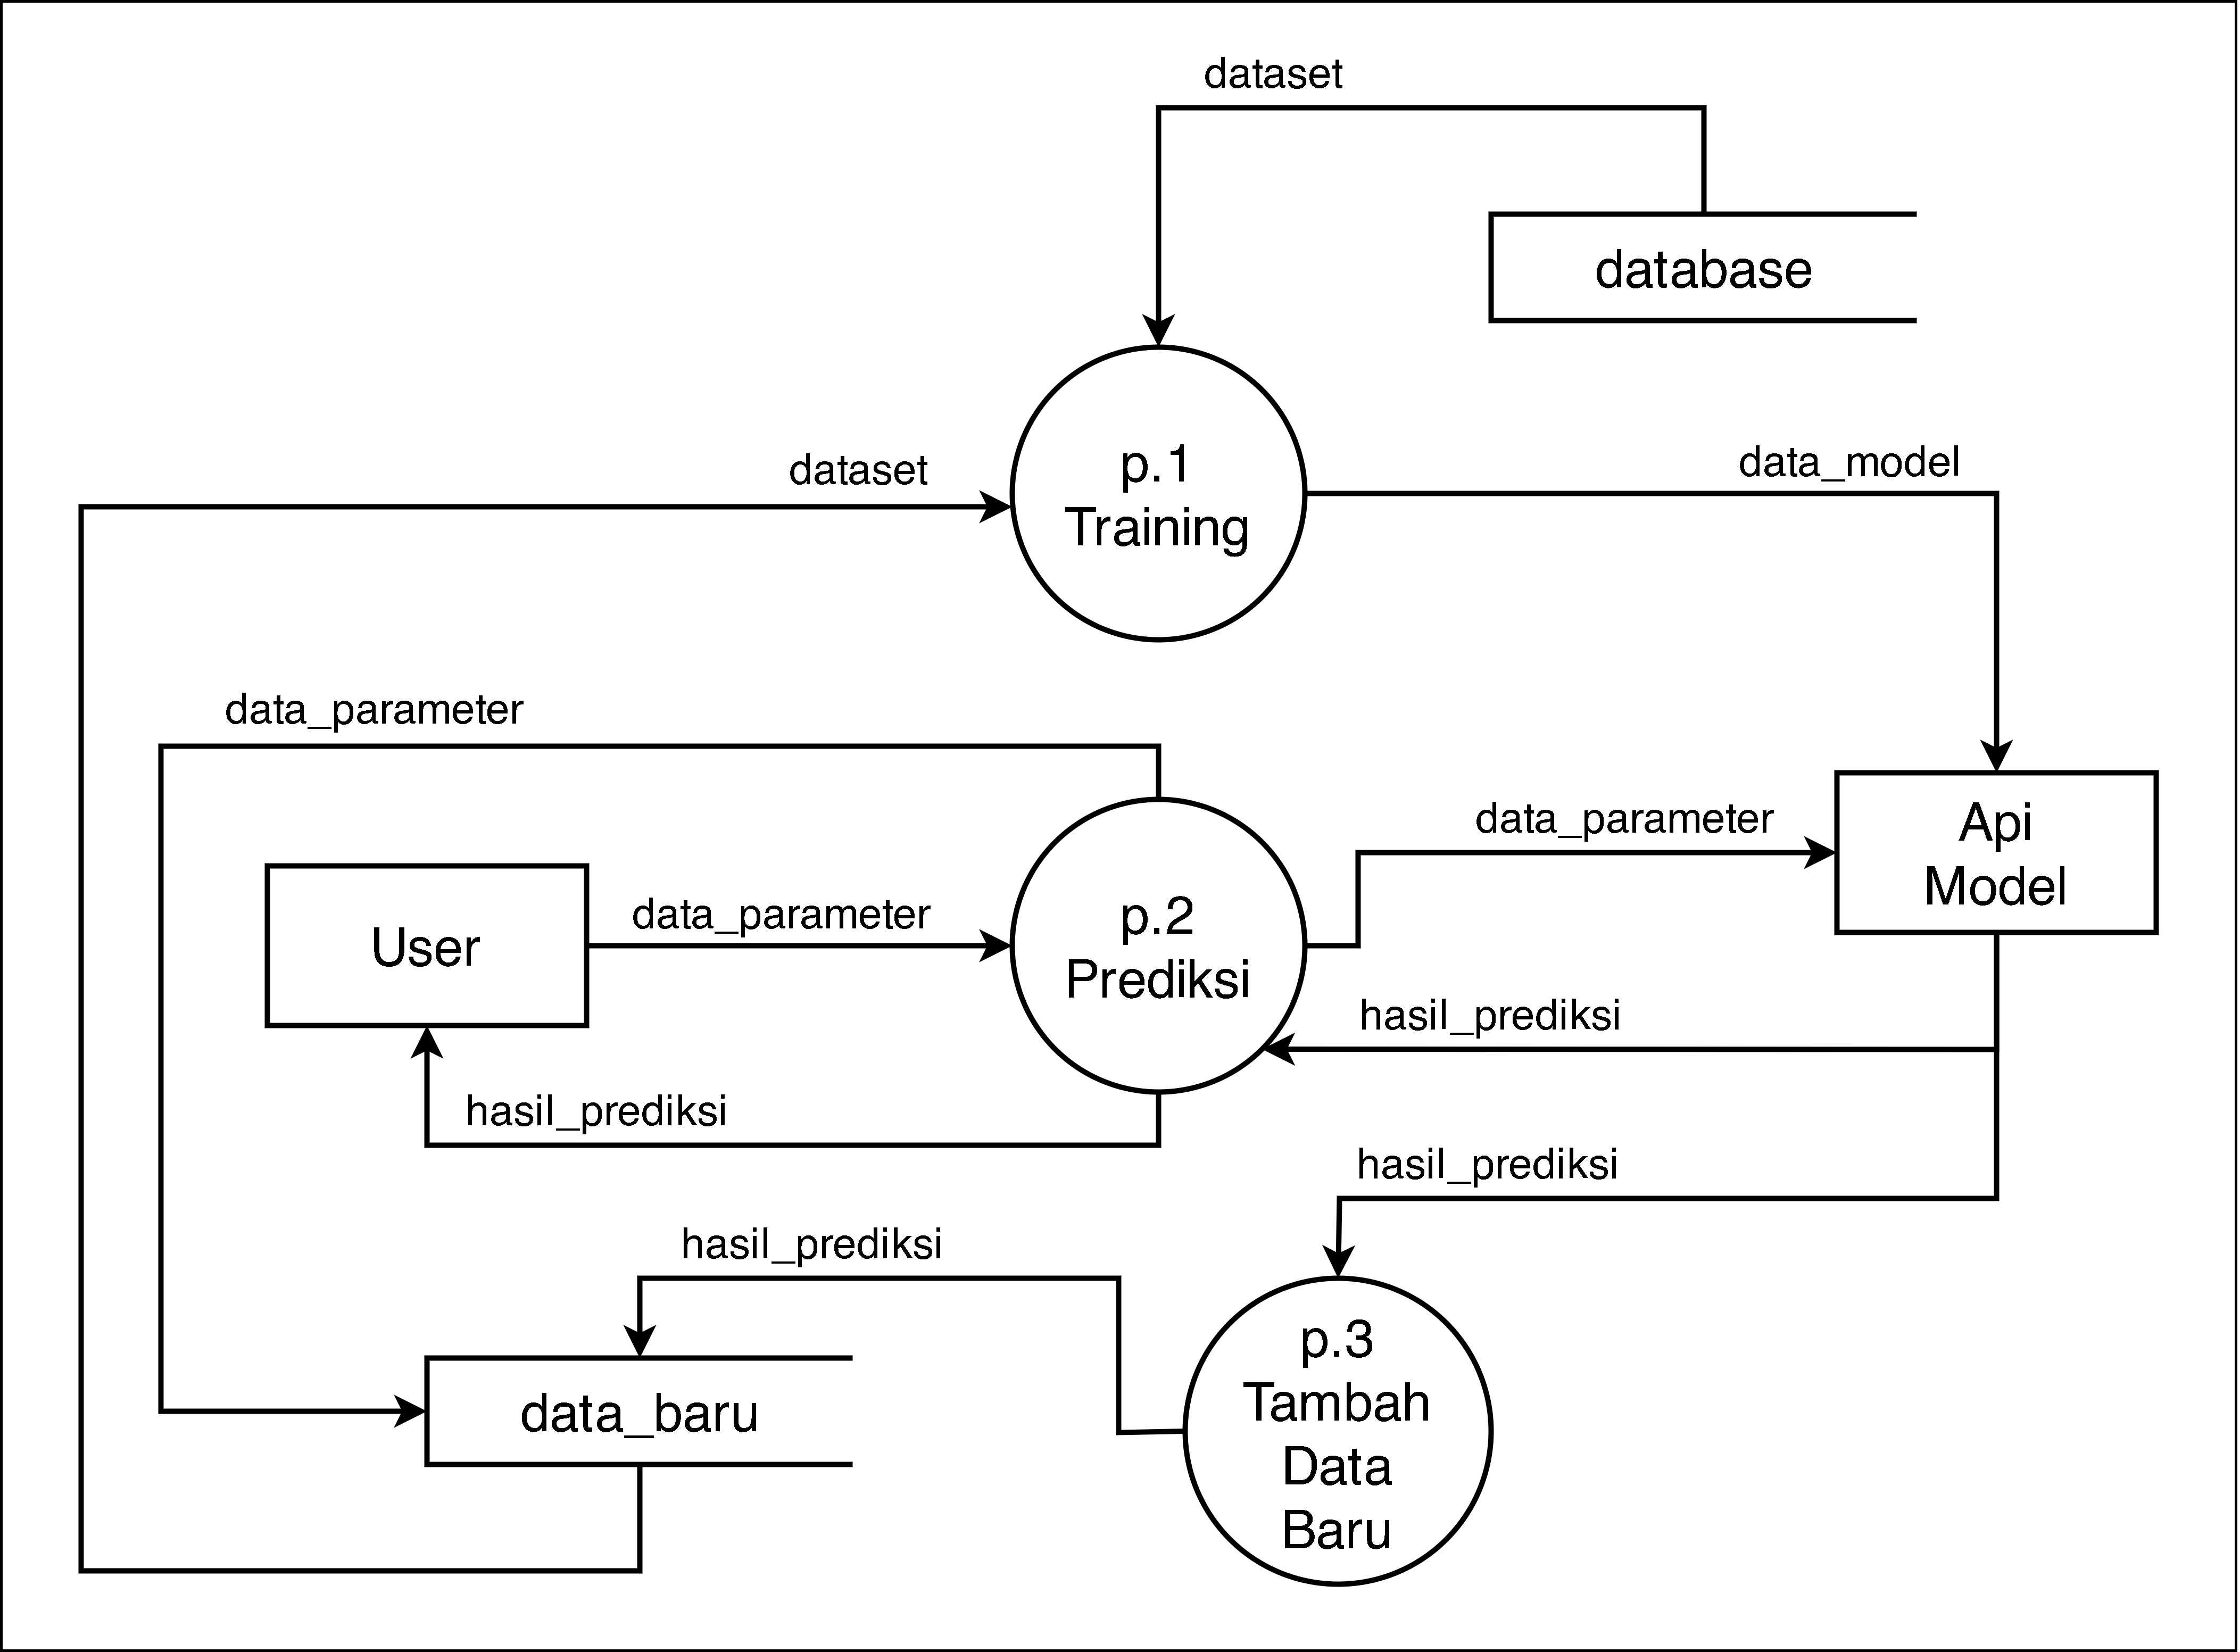 dataset
database
dataset
p.1
Training
data_model
data_parameter
data_parameter
Api
Model
User
data_parameter
p.2
Prediksi
hasil_prediksi
hasil_prediksi
hasil_prediksi
hasil_prediksi
data_baru
p.3
Tambah
Data
Baru